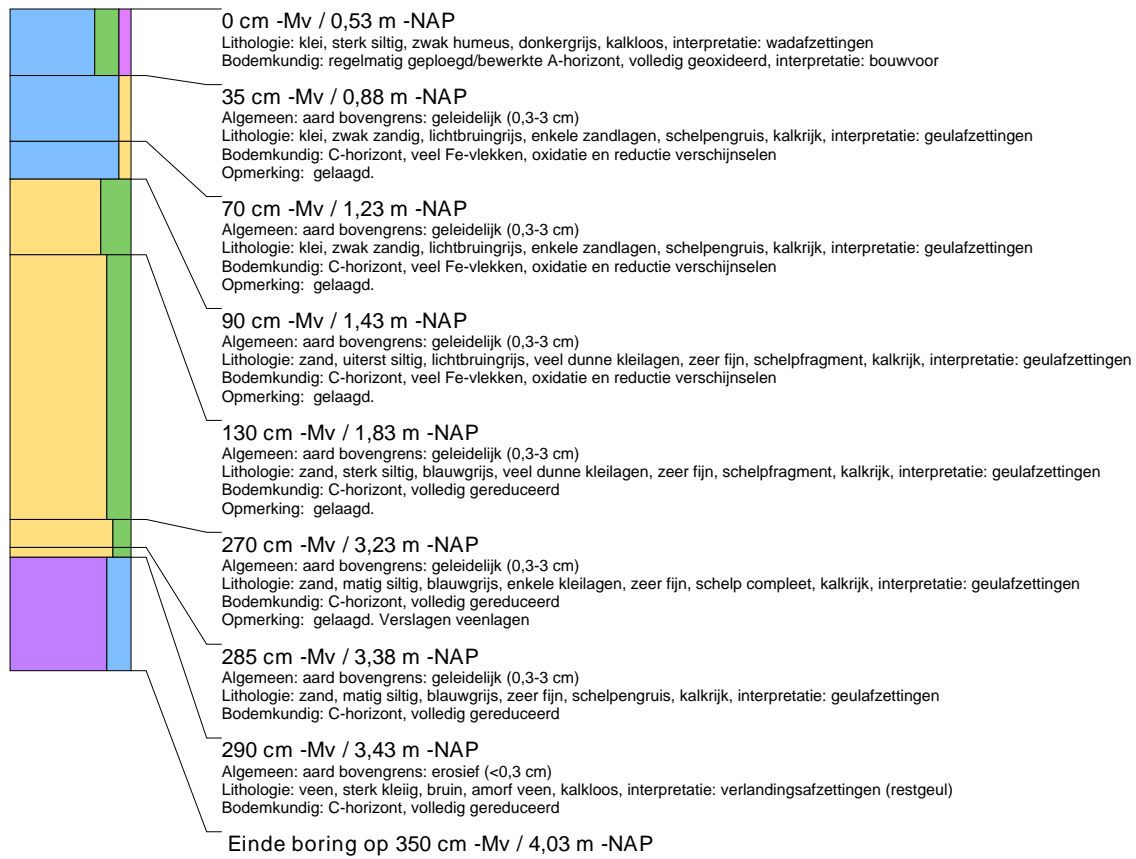 0 cm -Mv / 0,53 m -NAP
Lithologie: klei, sterk siltig, zwak humeus, donkergrijs, kalkloos, interpretatie: wadafzettingen
Bodemkundig: regelmatig geploegd/bewerkte A-horizont, volledig geoxideerd, interpretatie: bouwvoor
35 cm -Mv / 0,88 m -NAP
Algemeen: aard bovengrens: geleidelijk (0,3-3 cm)
Lithologie: klei, zwak zandig, lichtbruingrijs, enkele zandlagen, schelpengruis, kalkrijk, interpretatie: geulafzettingen
Bodemkundig: C-horizont, veel Fe-vlekken, oxidatie en reductie verschijnselen
Opmerking: gelaagd.
70 cm -Mv / 1,23 m -NAP
Algemeen: aard bovengrens: geleidelijk (0,3-3 cm)
Lithologie: klei, zwak zandig, lichtbruingrijs, enkele zandlagen, schelpengruis, kalkrijk, interpretatie: geulafzettingen
Bodemkundig: C-horizont, veel Fe-vlekken, oxidatie en reductie verschijnselen
Opmerking: gelaagd.
90 cm -Mv / 1,43 m -NAP
Algemeen: aard bovengrens: geleidelijk (0,3-3 cm)
Lithologie: zand, uiterst siltig, lichtbruingrijs, veel dunne kleilagen, zeer fijn, schelpfragment, kalkrijk, interpretatie: geulafzettingen
Bodemkundig: C-horizont, veel Fe-vlekken, oxidatie en reductie verschijnselen
Opmerking: gelaagd.
130 cm -Mv / 1,83 m -NAP
Algemeen: aard bovengrens: geleidelijk (0,3-3 cm)
Lithologie: zand, sterk siltig, blauwgrijs, veel dunne kleilagen, zeer fijn, schelpfragment, kalkrijk, interpretatie: geulafzettingen
Bodemkundig: C-horizont, volledig gereduceerd
Opmerking: gelaagd.
270 cm -Mv / 3,23 m -NAP
Algemeen: aard bovengrens: geleidelijk (0,3-3 cm)
Lithologie: zand, matig siltig, blauwgrijs, enkele kleilagen, zeer fijn, schelp compleet, kalkrijk, interpretatie: geulafzettingen
Bodemkundig: C-horizont, volledig gereduceerd
Opmerking: gelaagd. Verslagen veenlagen
285 cm -Mv / 3,38 m -NAP
Algemeen: aard bovengrens: geleidelijk (0,3-3 cm)
Lithologie: zand, matig siltig, blauwgrijs, zeer fijn, schelpengruis, kalkrijk, interpretatie: geulafzettingen
Bodemkundig: C-horizont, volledig gereduceerd
290 cm -Mv / 3,43 m -NAP
Algemeen: aard bovengrens: erosief (<0,3 cm)
Lithologie: veen, sterk kleiig, bruin, amorf veen, kalkloos, interpretatie: verlandingsafzettingen (restgeul)
Bodemkundig: C-horizont, volledig gereduceerd
Einde boring op 350 cm -Mv / 4,03 m -NAP